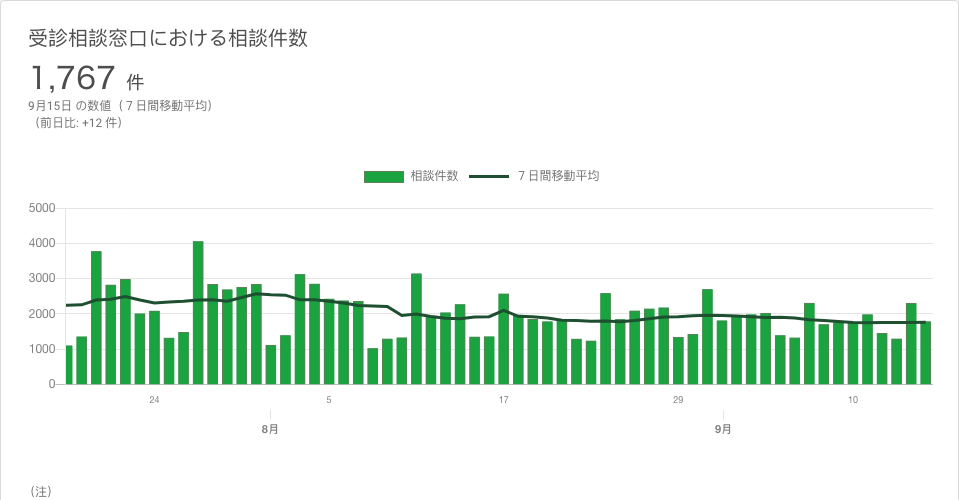 受診相談窓口における相談件数
1,767 件
9月15日 の数値（７日間移動平均）
（前日比: +12 件）
相談件数 ７日間移動平均
5000
4000
3000
2000
1000
0
24 5 17 29 10
8月 9月
（注）